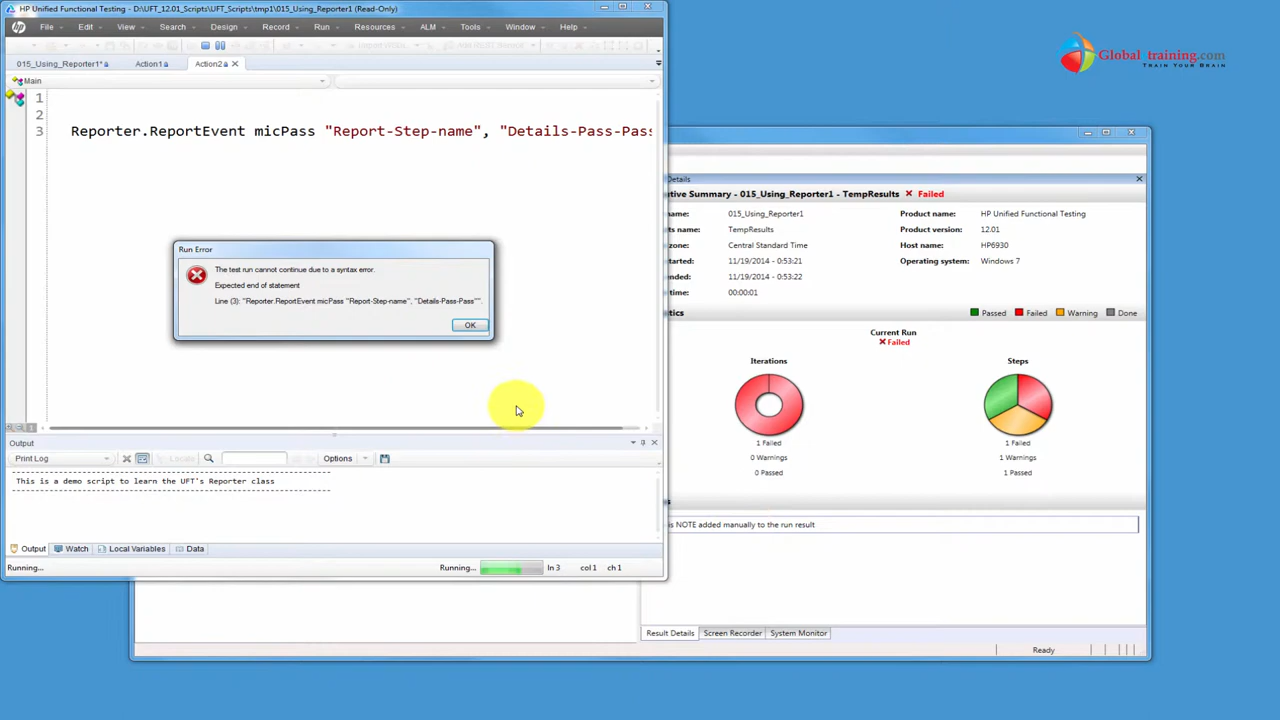 HP Unified Functional Testing - D:\UFT_12.01_Scripts\UFT_Scripts\tmp1\015_Using_Reporter1 (Read-Only)
File Edit View Search Design Record Run Resources ALM Tools Window Help
015_Using_Reporter1* Action1 Action2
Main
1
2
3 Reporter.ReportEvent micPass "Report-Step-name", "Details-Pass-Pass
Run Error
The test run cannot continue due to a syntax error.
Expected end of statement
Line (3): "Reporter.ReportEvent micPass "Report-Step-name", "Details-Pass-Pass"".
OK
Output
Print Log Locate Options
--------------------------------------------------------------
This is a demo script to learn the UFT's Reporter class
--------------------------------------------------------------
Output Watch Local Variables Data
Running... Running... ln 3 col 1 ch 1
Global training.com
TRAIN YOUR BRAIN
Details
tive Summary - 015_Using_Reporter1 - TempResults Failed
name: 015_Using_Reporter1 Product name: HP Unified Functional Testing
ts name: TempResults Product version: 12.01
zone: Central Standard Time Host name: HP6930
tarted: 11/19/2014 - 0:53:21 Operating system: Windows 7
nded: 11/19/2014 - 0:53:22
time: 00:00:01
tics Passed Failed Warning Done
Current Run
Failed
Iterations Steps
1 Failed 1 Failed
0 Warnings 1 Warnings
0 Passed 1 Passed
s
is NOTE added manually to the run result
Result Details Screen Recorder System Monitor
Ready